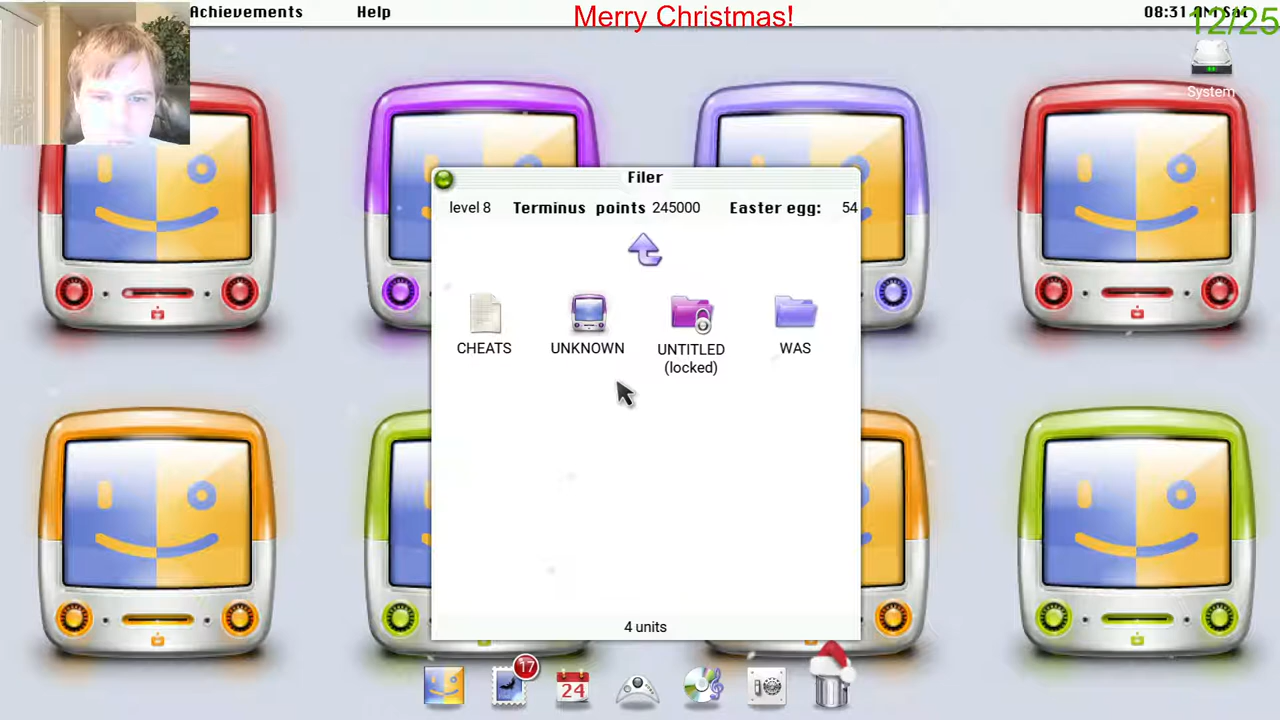 Achievements Help Merry Christmas! 08:31 AM Sat
12/25
System
Filer
level 8 Terminus points 245000 Easter egg: 54
CHEATS UNKNOWN UNTITLED (locked) WAS
4 units
17
24